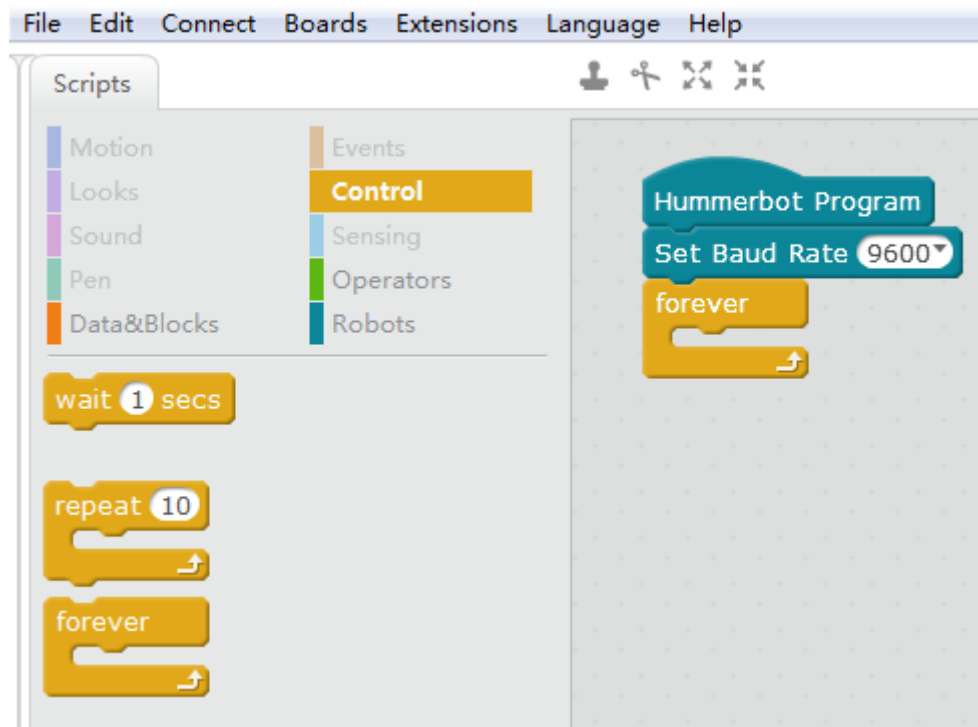 File Edit Connect Boards Extensions Language Help
Scripts
Motion
Events
Looks
Control
Sound
Sensing
Pen
Operators
Data&Blocks
Robots
wait 1 secs
repeat 10
forever
Hummerbot Program
Set Baud Rate 9600
forever